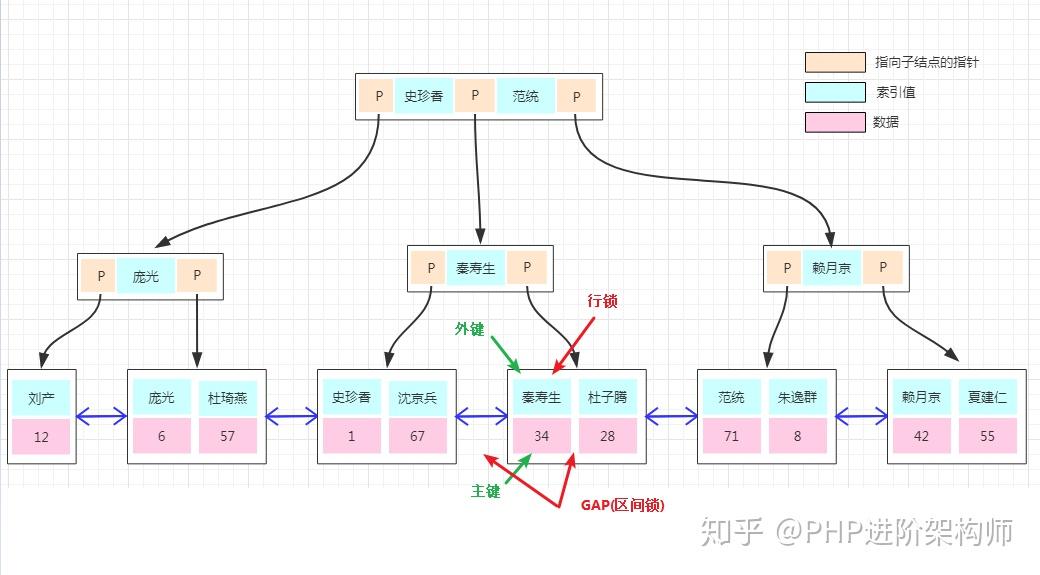 指向子结点的指针
索引值
数据
P 史珍香 P 范统 P
P 庞光 P
P 秦寿生 P
P 赖月京 P
行锁
外键
刘产 庞光 杜琦燕 史珍香 沈京兵 秦寿生 杜子腾 范统 朱逸群 赖月京 夏建仁
12 6 57 1 67 34 28 71 8 42 55
主键
GAP(区间锁)
知乎 @PHP进阶架构师